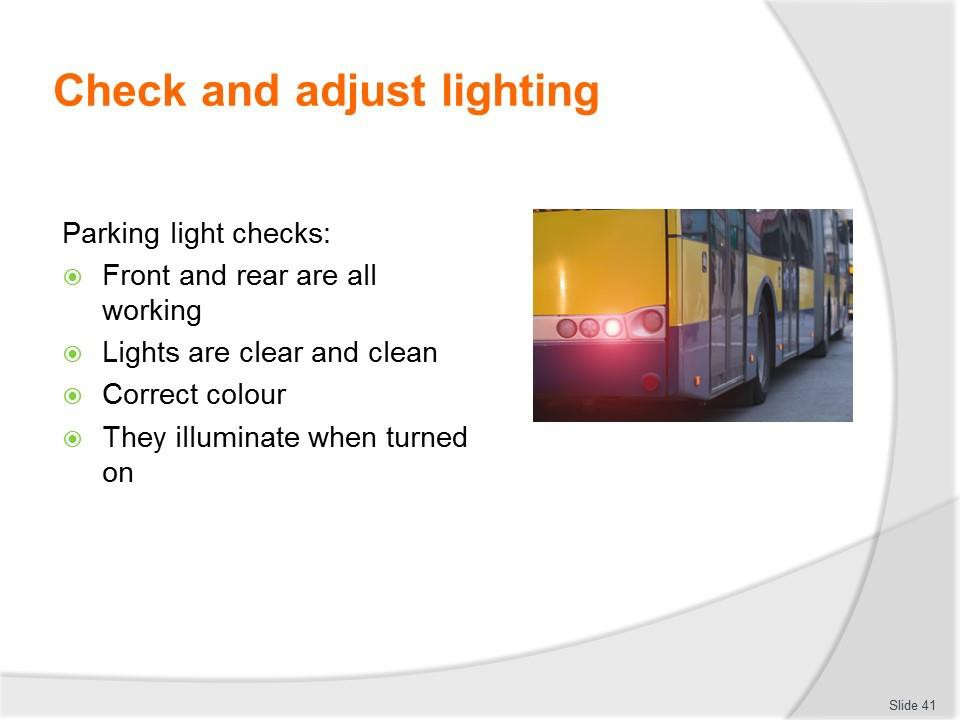 Check and adjust lighting
Parking light checks:
Front and rear are all
working
Lights are clear and clean
Correct colour
They illuminate when turned
on
Slide 41